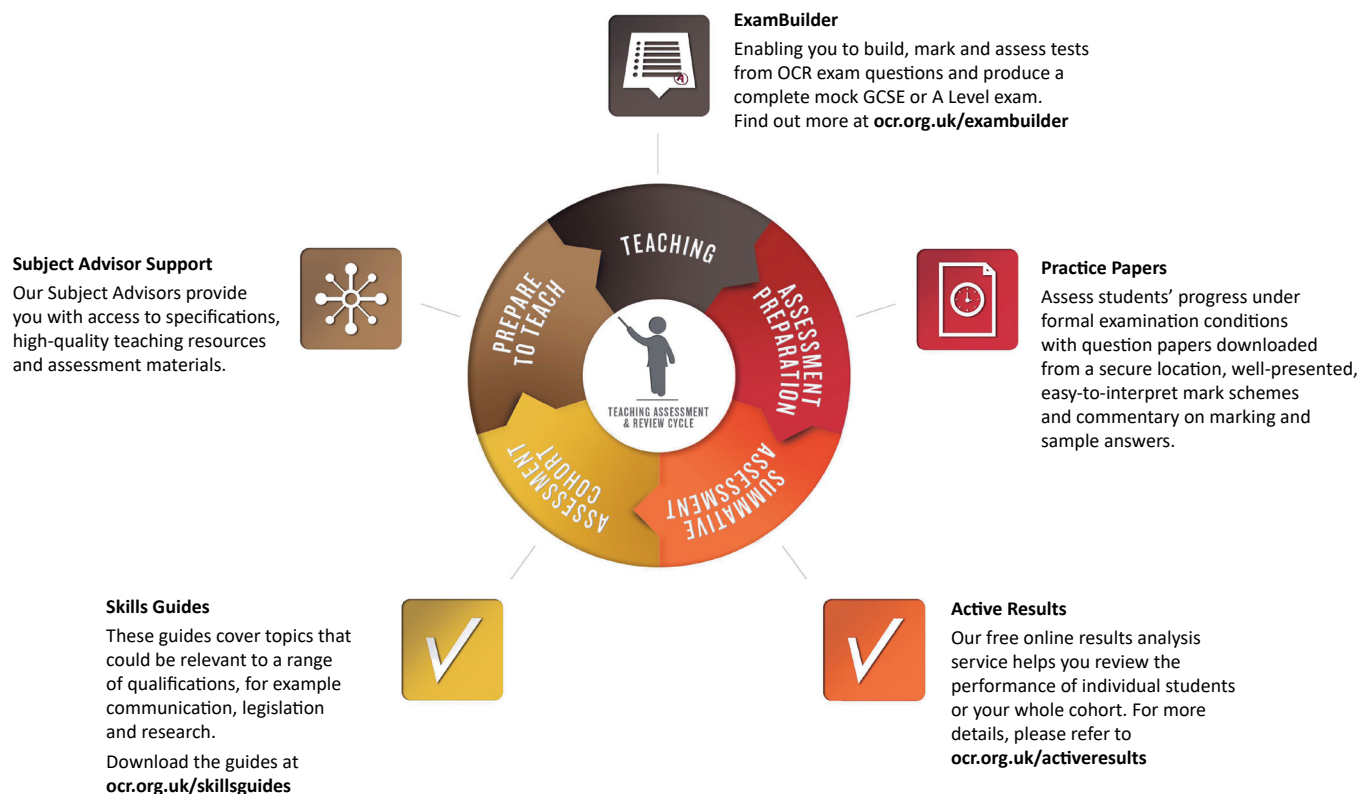 ExamBuilder
Enabling you to build, mark and assess tests
from OCR exam questions and produce a
complete mock GCSE or A Level exam.
Find out more at ocr.org.uk/exambuilder
Subject Advisor Support
Our Subject Advisors provide
you with access to specifications,
high-quality teaching resources
and assessment materials.
TEACHING
PREPARE
TO TEACH
ASSESSMENT
PREPARATION
SUMMATIVE
ASSESSMENT
ASSESSMENT
COHORT
TEACHING ASSESSMENT
& REVIEW CYCLE
Practice Papers
Assess students’ progress under
formal examination conditions
with question papers downloaded
from a secure location, well-presented,
easy-to-interpret mark schemes
and commentary on marking and
sample answers.
Skills Guides
These guides cover topics that
could be relevant to a range
of qualifications, for example
communication, legislation
and research.
Download the guides at
ocr.org.uk/skillsguides
Active Results
Our free online results analysis
service helps you review the
performance of individual students
or your whole cohort. For more
details, please refer to
ocr.org.uk/activeresults
A